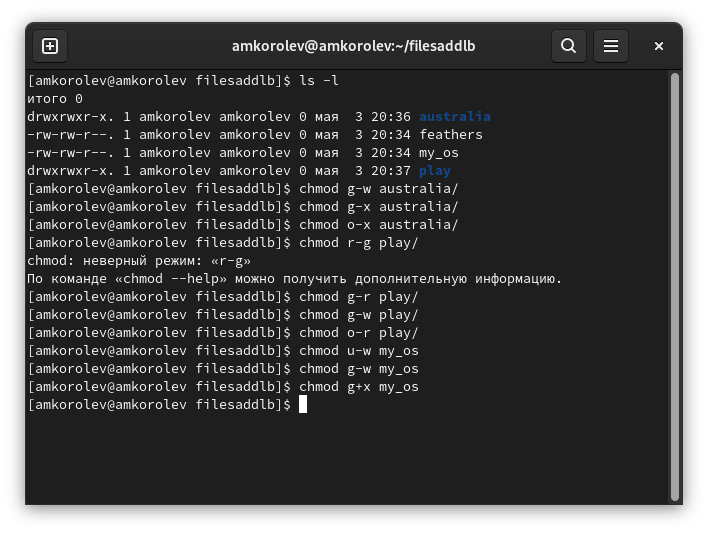 amkorolev@amkorolev:~/filesaddlb
[amkorolev@amkorolev filesaddlb]$ ls -l
итого 0
drwxrwxr-x. 1 amkorolev amkorolev 0 мая  3 20:36 australia
-rw-rw-r--. 1 amkorolev amkorolev 0 мая  3 20:34 feathers
-rw-rw-r--. 1 amkorolev amkorolev 0 мая  3 20:34 my_os
drwxrwxr-x. 1 amkorolev amkorolev 0 мая  3 20:37 play
[amkorolev@amkorolev filesaddlb]$ chmod g-w australia/
[amkorolev@amkorolev filesaddlb]$ chmod g-x australia/
[amkorolev@amkorolev filesaddlb]$ chmod o-x australia/
[amkorolev@amkorolev filesaddlb]$ chmod r-g play/
chmod: неверный режим: «r-g»
По команде «chmod --help» можно получить дополнительную информацию.
[amkorolev@amkorolev filesaddlb]$ chmod g-r play/
[amkorolev@amkorolev filesaddlb]$ chmod g-w play/
[amkorolev@amkorolev filesaddlb]$ chmod o-r play/
[amkorolev@amkorolev filesaddlb]$ chmod u-w my_os
[amkorolev@amkorolev filesaddlb]$ chmod g-w my_os
[amkorolev@amkorolev filesaddlb]$ chmod g+x my_os
[amkorolev@amkorolev filesaddlb]$